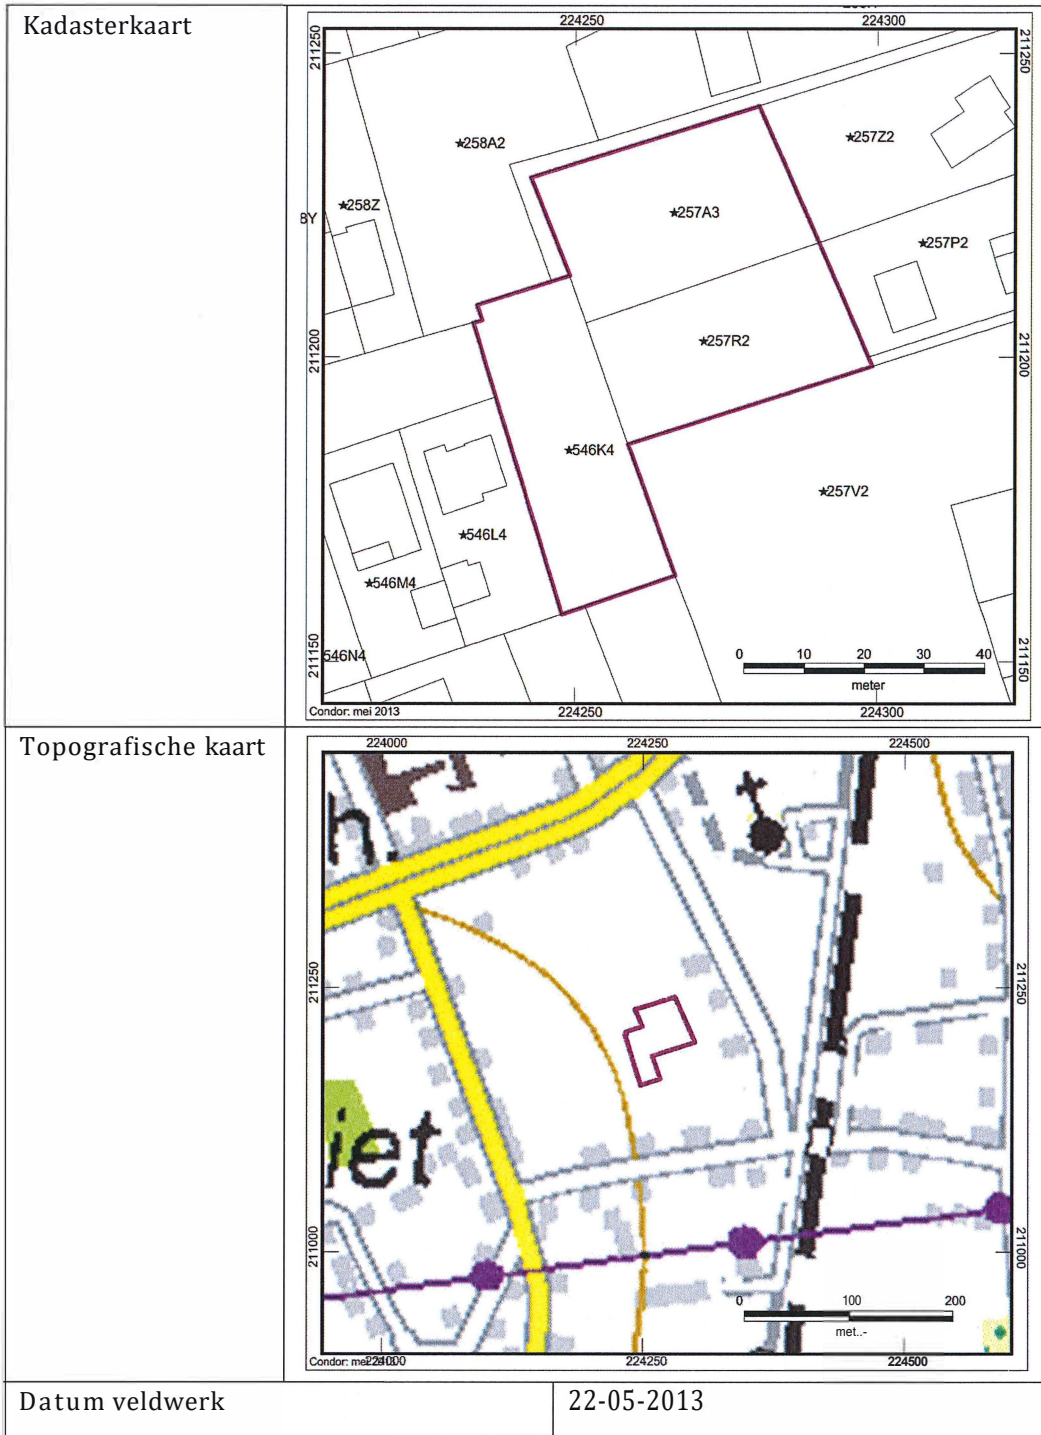 Kadasterkaart
224250
224300
211250
211250
258A2
257Z2
258Z
8Y
257A3
257P2
257R2
211200
211200
546K4
257V2
546L4
546M4
546N4
211150
211150
0 10 20 30 40
meter
Condor: mei 2013
224250
224300
Topografische kaart
224000
224250
224500
h.
211250
211250
iet
211000
211000
0 100 200
met..-
224000
224250
224500
Datum veldwerk
22-05-2013